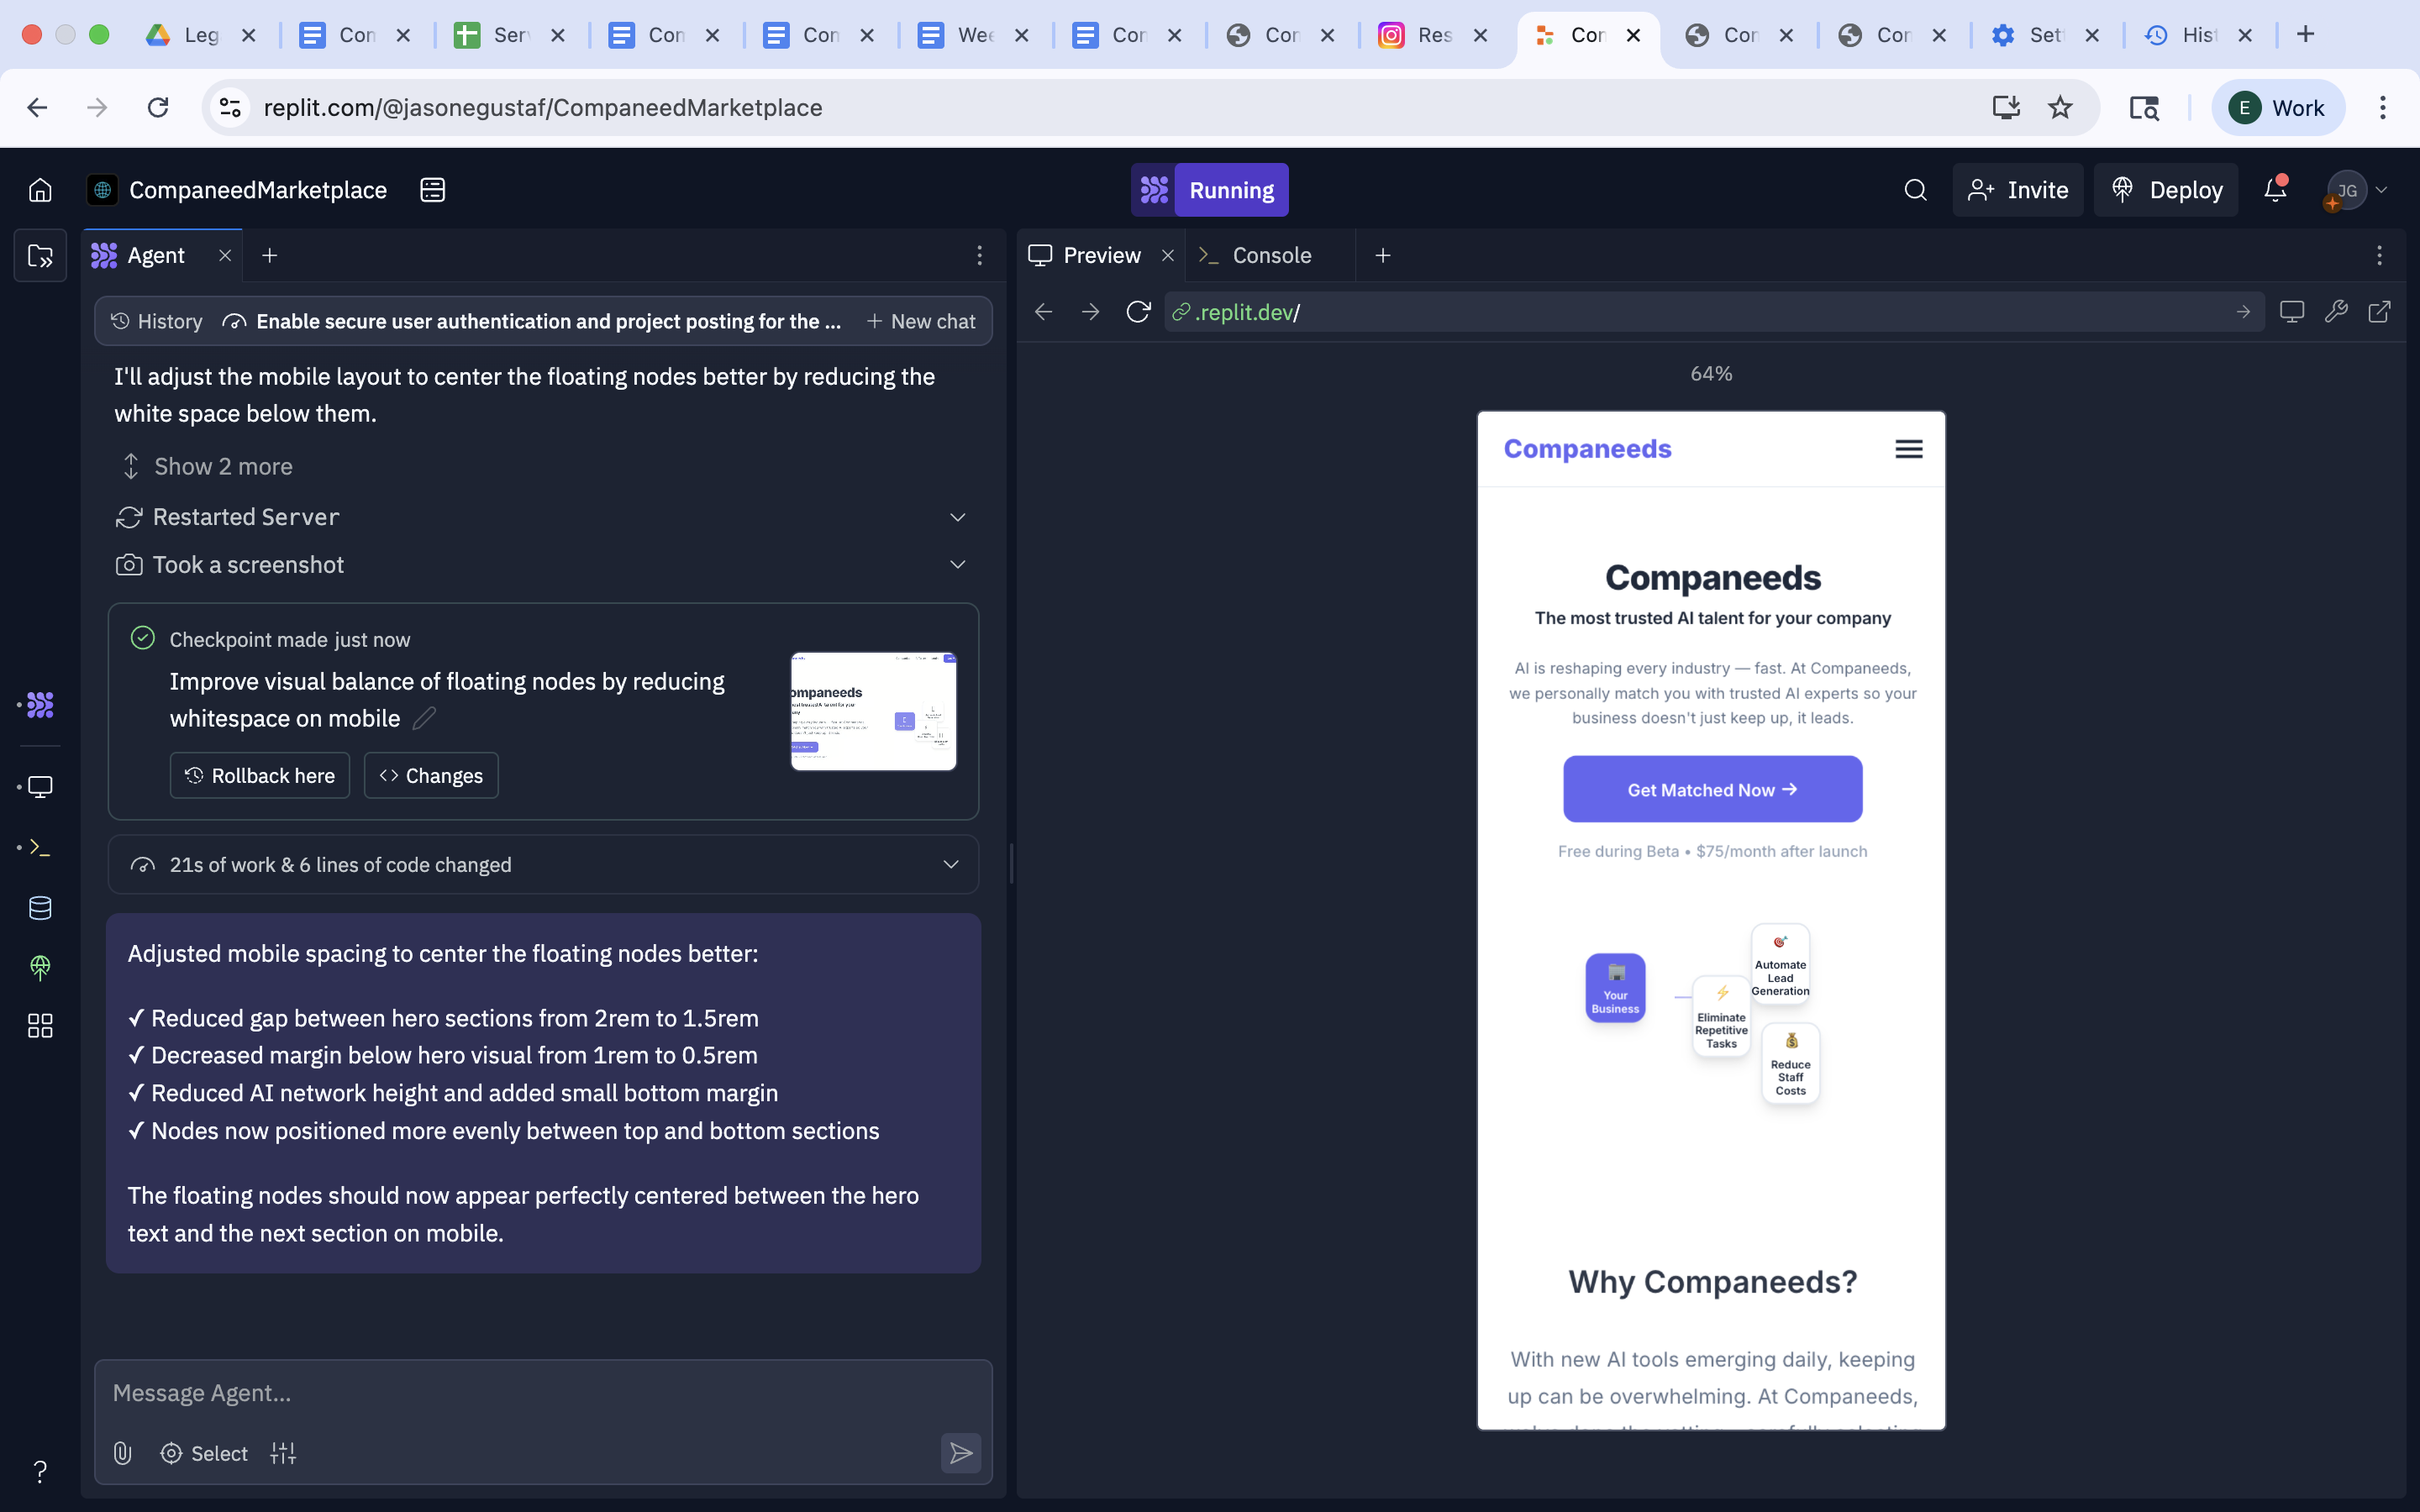 Leg
Con
Ser
Con
Con
Wee
Con
Con
Res
Con
Con
Con
Set
Hist
replit.com/@jasonegustaf/CompaneedMarketplace
E
Work
CompaneedMarketplace
Running
Invite
Deploy
JG
Agent
History
Enable secure user authentication and project posting for the ...
New chat
I'll adjust the mobile layout to center the floating nodes better by reducing the
white space below them.
Show 2 more
Restarted Server
Took a screenshot
Checkpoint made just now
Improve visual balance of floating nodes by reducing
whitespace on mobile
Rollback here
Changes
ompaneeds
21s of work & 6 lines of code changed
Adjusted mobile spacing to center the floating nodes better:
✓ Reduced gap between hero sections from 2rem to 1.5rem
✓ Decreased margin below hero visual from 1rem to 0.5rem
✓ Reduced AI network height and added small bottom margin
✓ Nodes now positioned more evenly between top and bottom sections
The floating nodes should now appear perfectly centered between the hero
text and the next section on mobile.
Message Agent...
Select
?
Preview
Console
.replit.dev/
64%
Companeeds
Companeeds
The most trusted AI talent for your company
AI is reshaping every industry — fast. At Companeeds,
we personally match you with trusted AI experts so your
business doesn't just keep up, it leads.
Get Matched Now →
Free during Beta • $75/month after launch
Your
Business
Automate
Lead
Generation
Eliminate
Repetitive
Tasks
Reduce
Staff
Costs
Why Companeeds?
With new AI tools emerging daily, keeping
up can be overwhelming. At Companeeds,